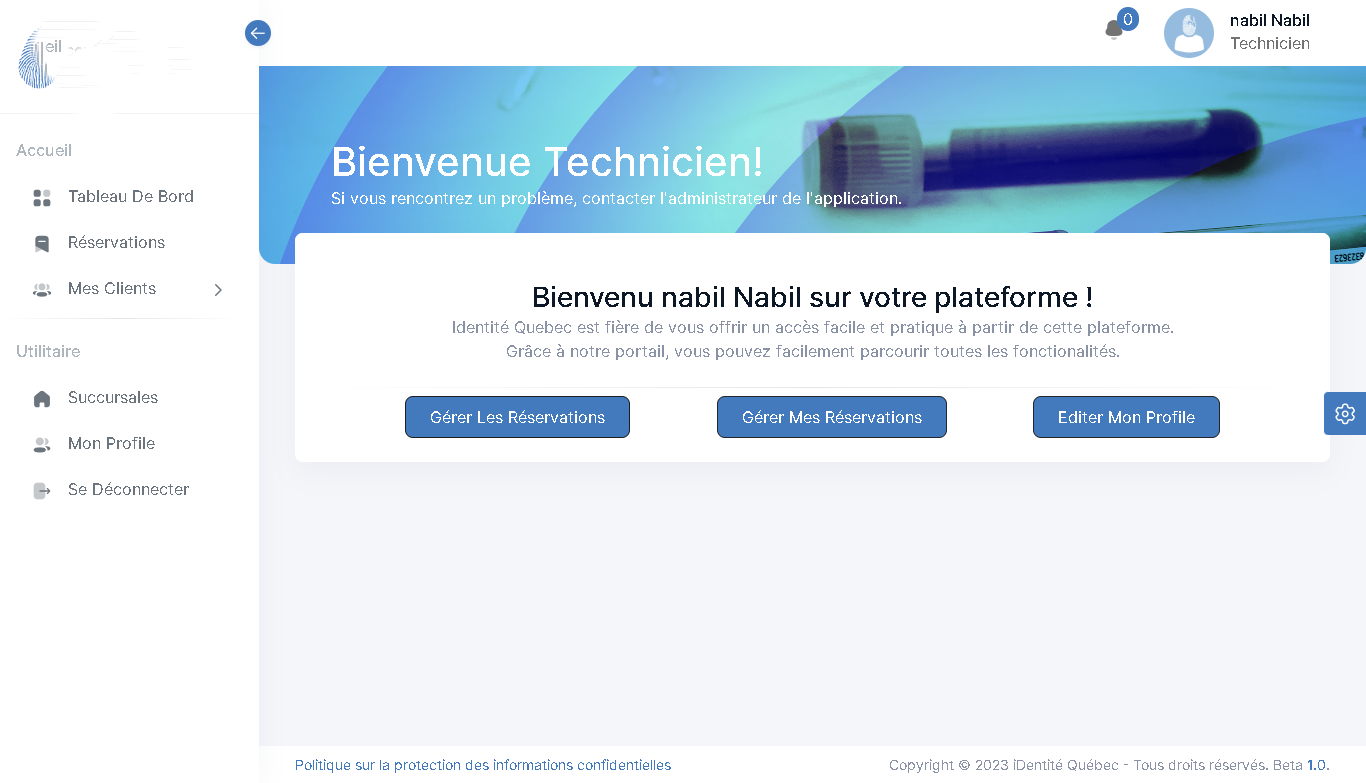 eil
0
nabil Nabil
Technicien
Accueil
Tableau De Bord
Réservations
Mes Clients
Utilitaire
Succursales
Mon Profile
Se Déconnecter
Bienvenue Technicien!
Si vous rencontrez un problème, contacter l'administrateur de l'application.
Bienvenu nabil Nabil sur votre plateforme !
Identité Quebec est fière de vous offrir un accès facile et pratique à partir de cette plateforme.
Grâce à notre portail, vous pouvez facilement parcourir toutes les fonctionalités.
Gérer Les Réservations
Gérer Mes Réservations
Editer Mon Profile
Politique sur la protection des informations confidentielles
Copyright © 2023 iDentité Québec - Tous droits réservés. Beta 1.0.